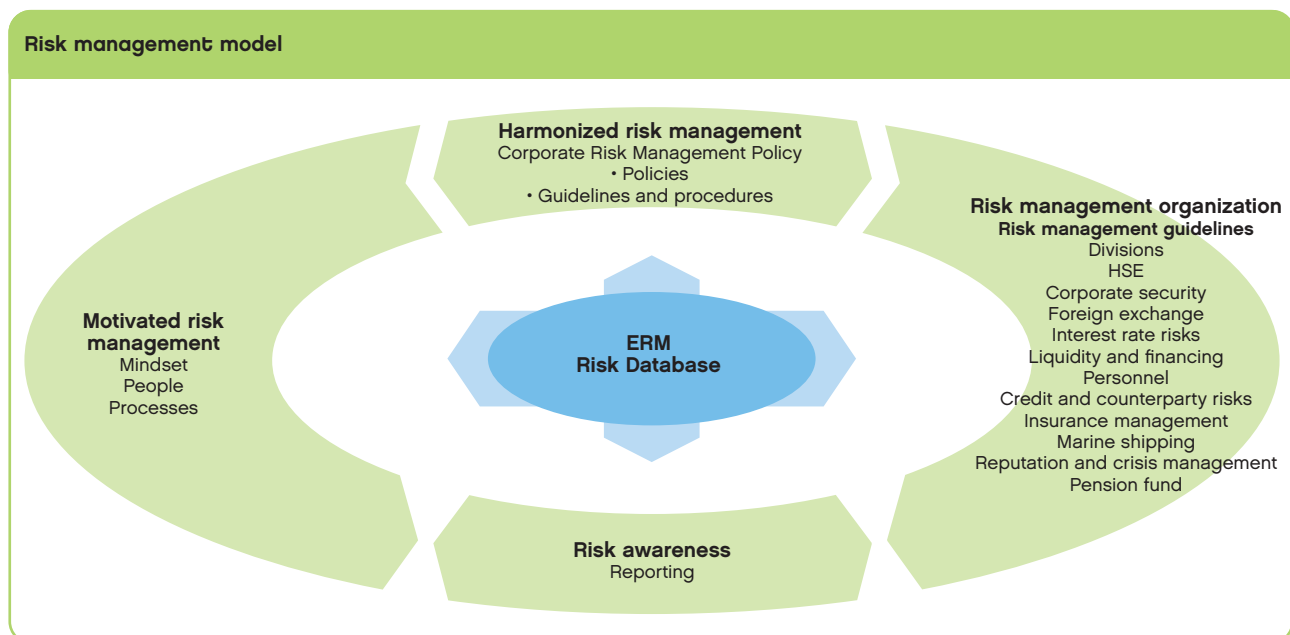 Risk management model
Harmonized risk management
Corporate Risk Management Policy
• Policies
• Guidelines and procedures
Risk management organization
Risk management guidelines
Divisions
HSE
Corporate security
Foreign exchange
Interest rate risks
Liquidity and financing
Personnel
Credit and counterparty risks
Insurance management
Marine shipping
Reputation and crisis management
Pension fund
Motivated risk
management
Mindset
People
Processes
ERM
Risk Database
Risk awareness
Reporting